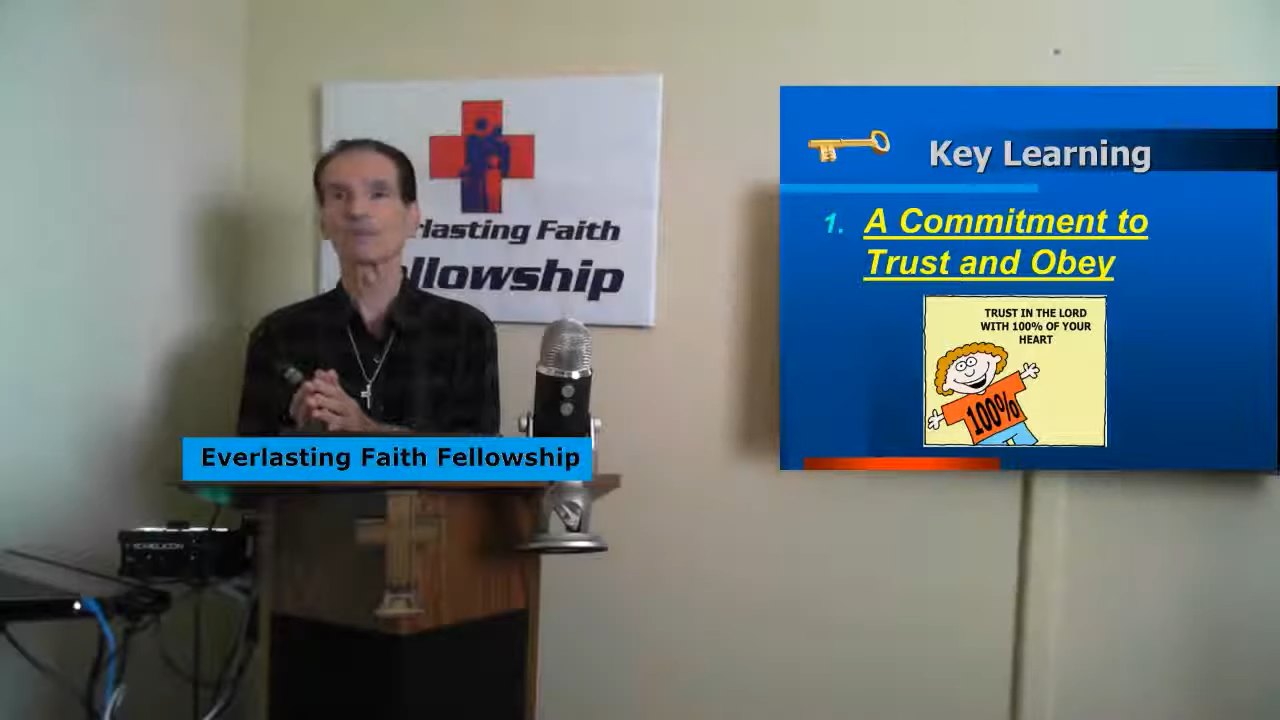 lasting Faith
llowship
Everlasting Faith Fellowship
Key Learning
1. A Commitment to
Trust and Obey
TRUST IN THE LORD
WITH 100% OF YOUR
HEART
100%